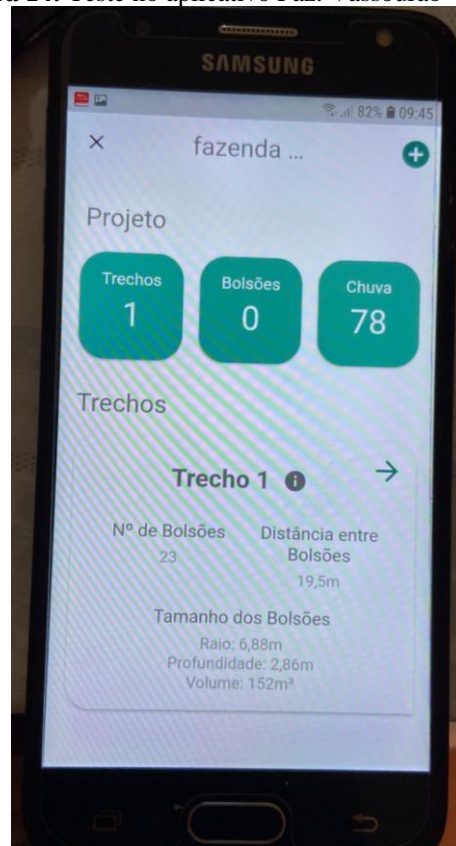 SAMSUNG
82% 09:45
× fazenda ... +
Projeto
Trechos
1
Bolsões
0
Chuva
78
Trechos
Trecho 1
Nº de Bolsões
23
Distância entre
Bolsões
19,5m
Tamanho dos Bolsões
Raio: 6,88m
Profundidade: 2,86m
Volume: 152m³